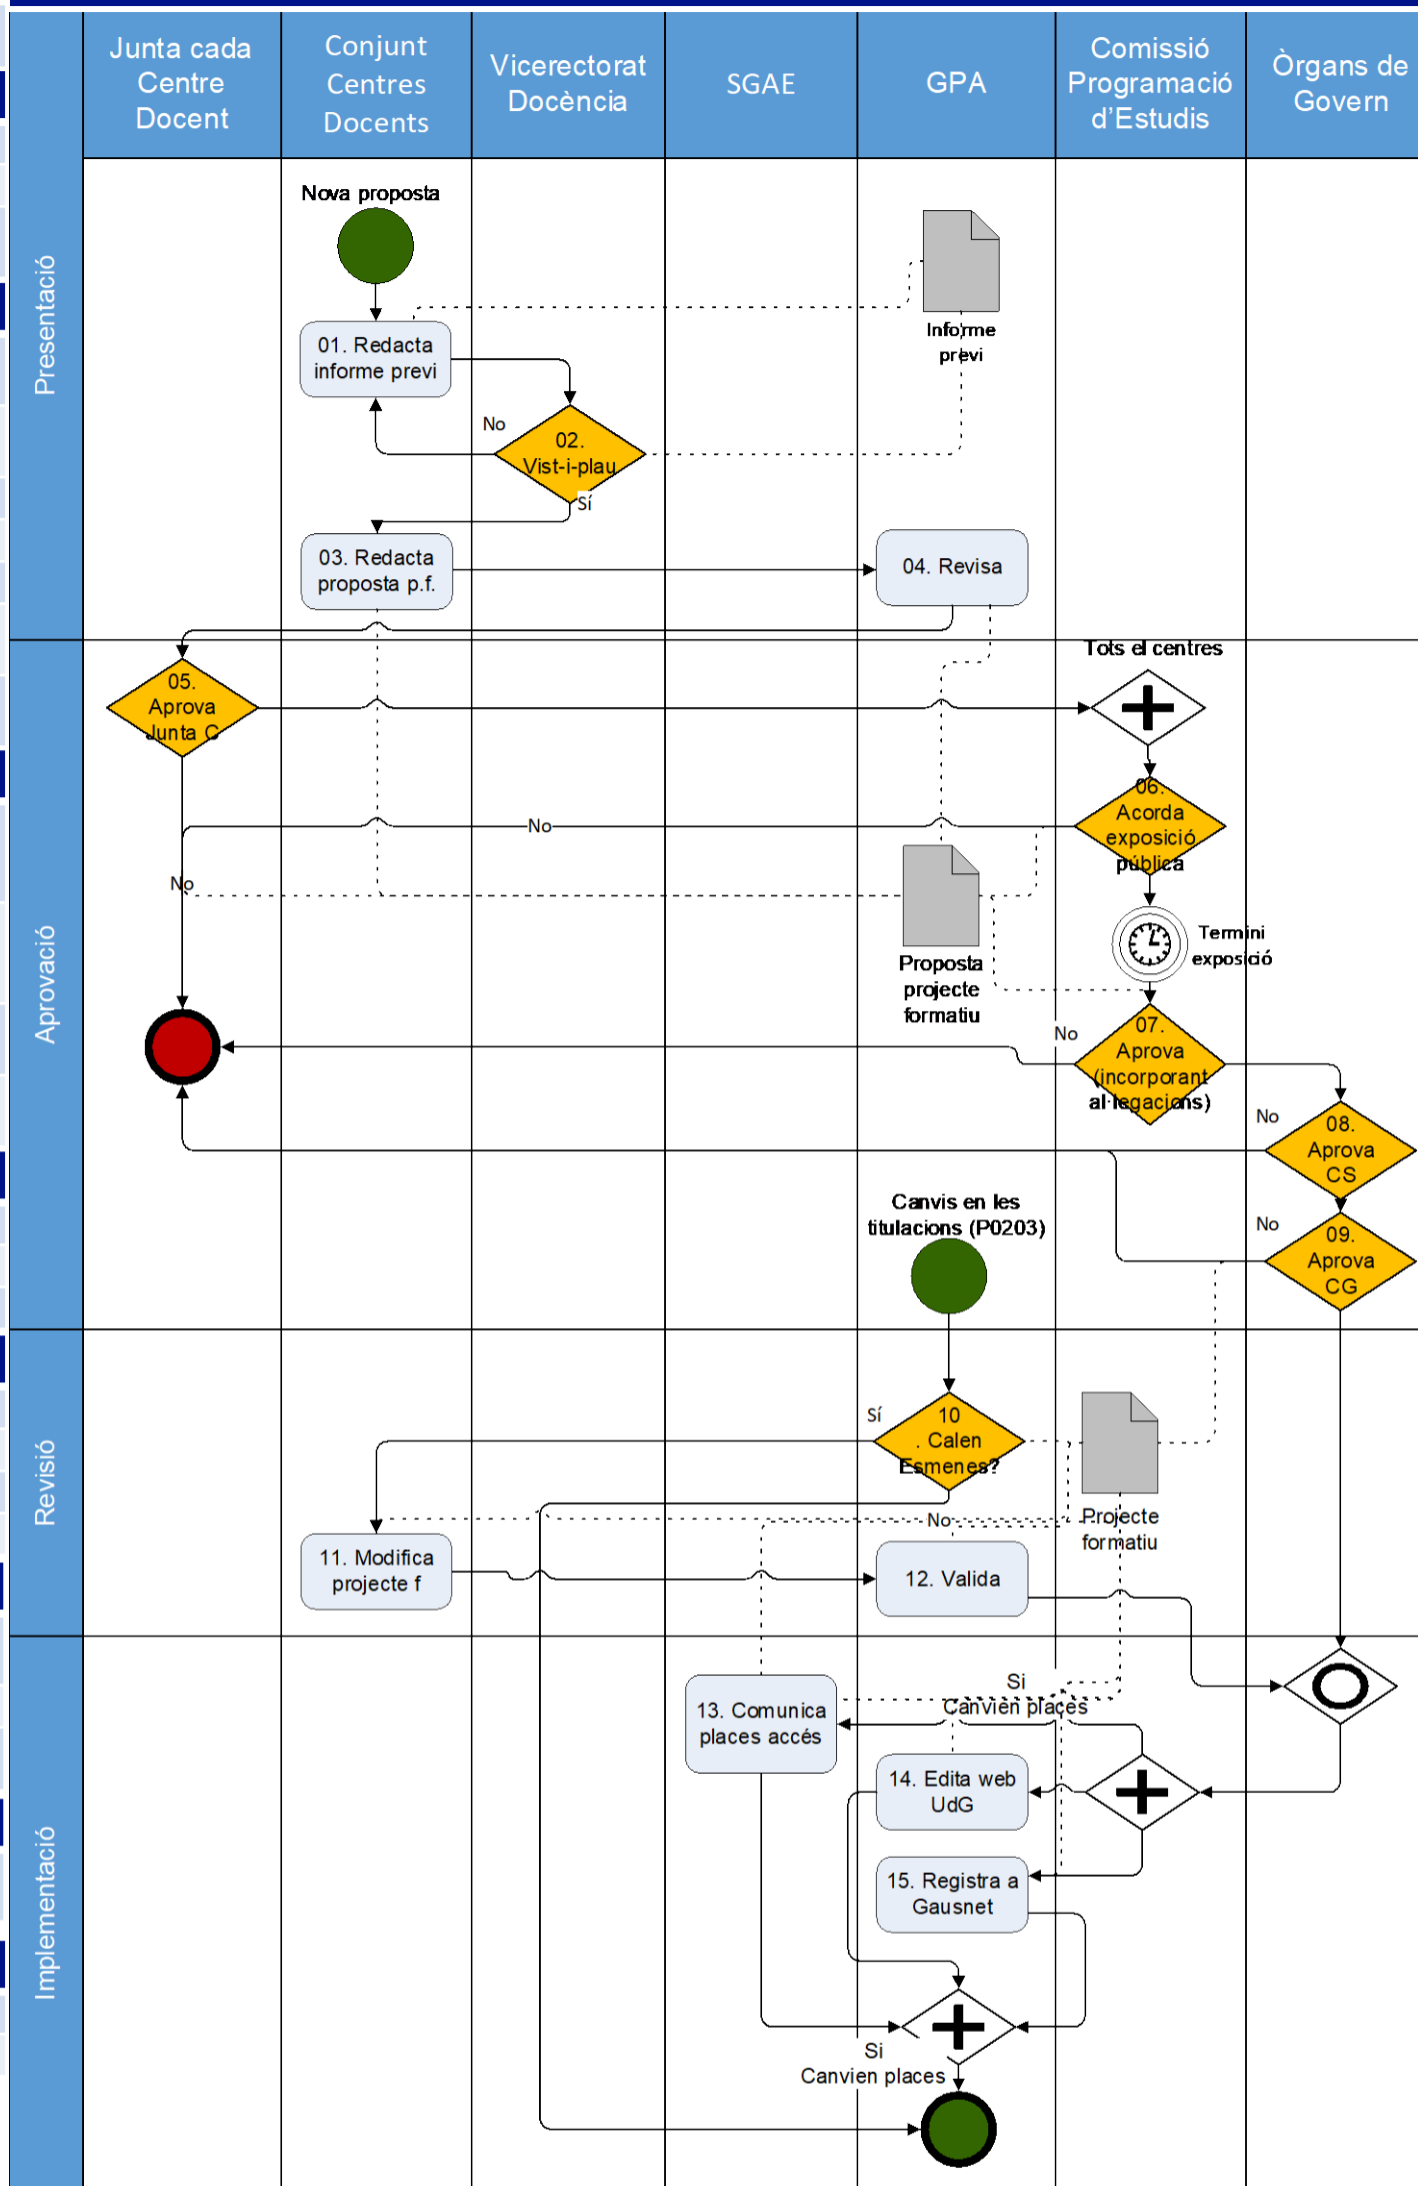 Junta cada
Centre
Docent
Conjunt
Centres
Docents
Vicerectorat
Docència
SGAE
GPA
Comissió
Programació
d'Estudis
Òrgans de
Govern
Presentació
Nova proposta
Informe
previ
01. Redacta
informe previ
No
02.
Vist-i-plau
Sí
03. Redacta
proposta p.f.
04. Revisa
Aprovació
Tots el centres
05.
Aprova
Junta C
06.
Acorda
exposició
pública
No
No
Termini
exposició
Proposta
projecte
formatiu
No
07.
Aprova
(incorporant
al·legacions)
No
08.
Aprova
CS
Canvis en les
titulacions (P0203)
No
09.
Aprova
CG
Revisió
Sí
10
. Calen
Esmenes?
No
Projecte
formatiu
11. Modifica
projecte f
12. Valida
Implementació
Si
Canvien places
13. Comunica
places accés
14. Edita web
UdG
15. Registra a
Gausnet
Si
Canvien places